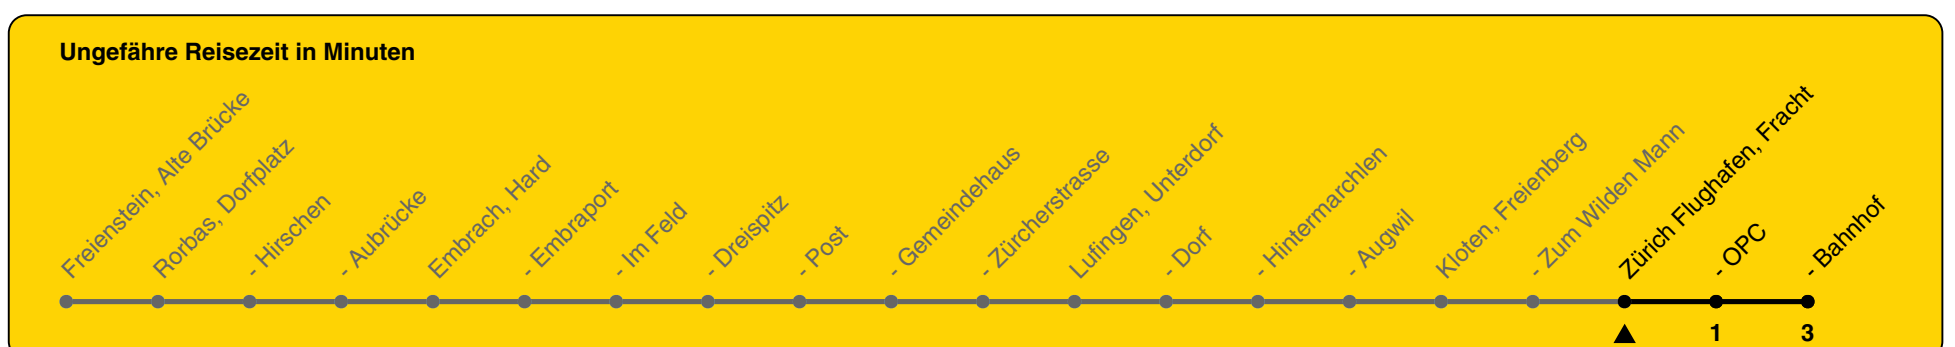 Ungefähre Reisezeit in Minuten
Freienstein, Alte Brücke
Rorbas, Dorfplatz
- Hirschen
- Aubrücke
Embrach, Hard
- Embraport
- Im Feld
- Dreispitz
- Post
- Gemeindehaus
- Zürcherstrasse
Lufingen, Unterdorf
- Dorf
- Hintermarchlen
- Augwil
Kloten, Freienberg
- Zum Wilden Mann
Zürich Flughafen, Fracht
- OPC
- Bahnhof
1 3